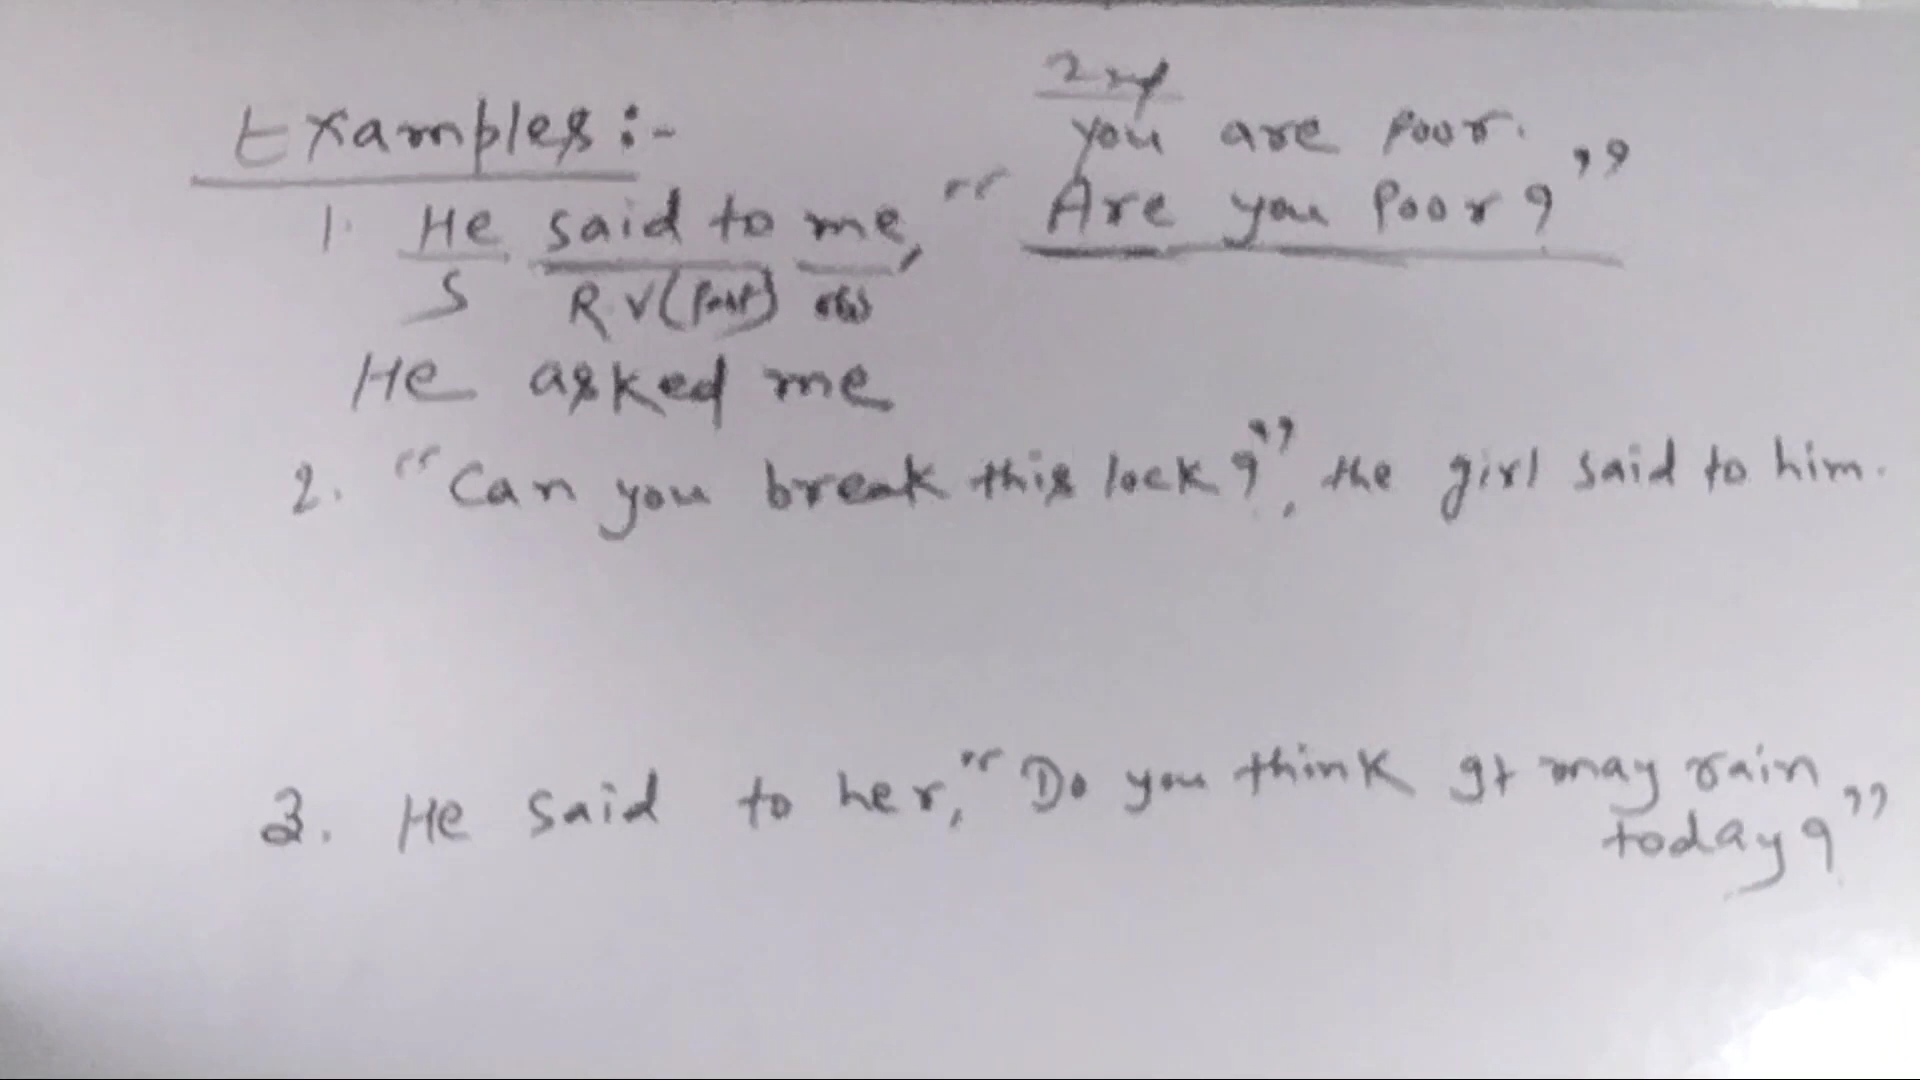 Examples:-
you are poor.
1. He said to me, "Are you Poor?"
S R.V(Past) obj
He asked me
2. "Can you break this lock?", the girl said to him.
3. He said to her, "Do you think It may rain
today?"